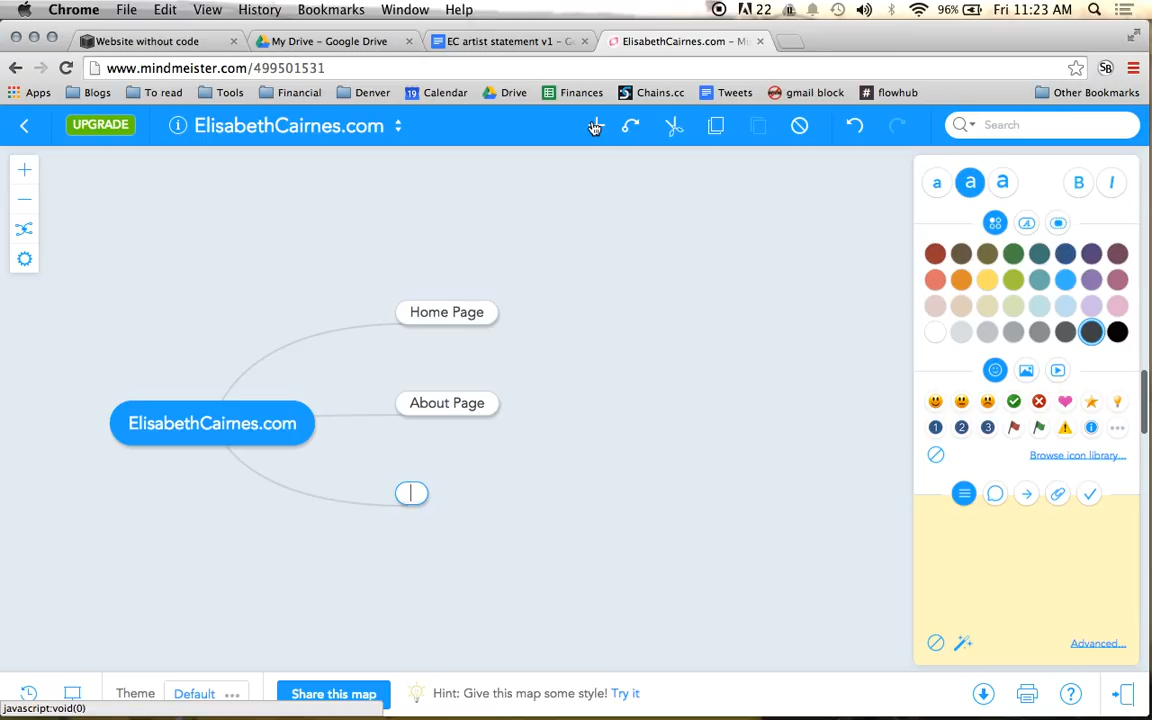 Chrome File Edit View History Bookmarks Window Help 22 96% Fri 11:23 AM
Website without code My Drive – Google Drive EC artist statement v1 – G ElisabethCairnes.com – Mi
www.mindmeister.com/499501531 SB
Apps Blogs To read Tools Financial Denver 19 Calendar Drive Finances Chains.cc Tweets gmail block # flowhub Other Bookmarks
UPGRADE ElisabethCairnes.com Search
a a a B I
A
Home Page
About Page
ElisabethCairnes.com
1 2 3
Browse icon library...
Advanced...
Theme Default Share this map Hint: Give this map some style! Try it
javascript:void(0)